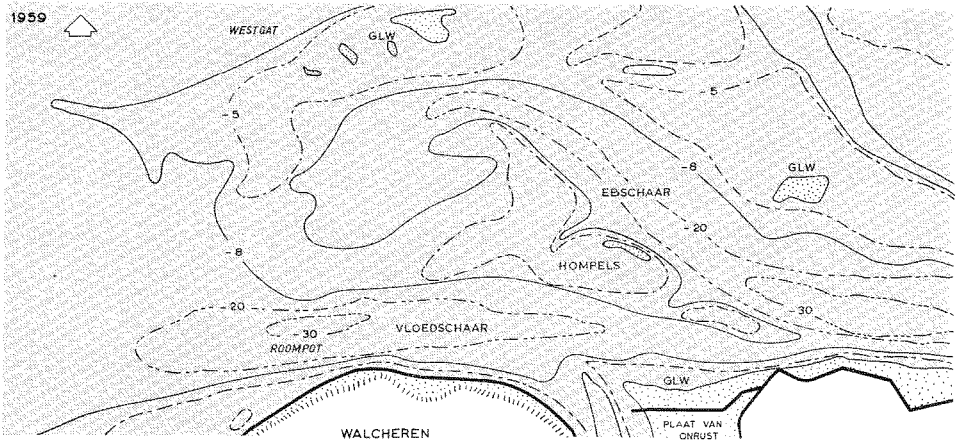 1959
WESTGAT
GLW
-5
-5
-8
GLW
EBSCHAAR
-20
-8
HOMPELS
-20
-30
-30
VLOEDSCHAAR
ROOMPOT
GLW
PLAAT VAN
ONRUST
WALCHEREN